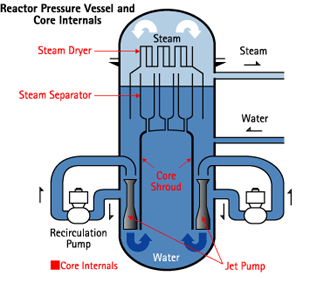 Reactor Pressure Vessel and
Core Internals
Steam Dryer
Steam
Steam
Steam Separator
Water
Core
Shroud
Recirculation
Pump
Water
Core Internals
Jet Pump